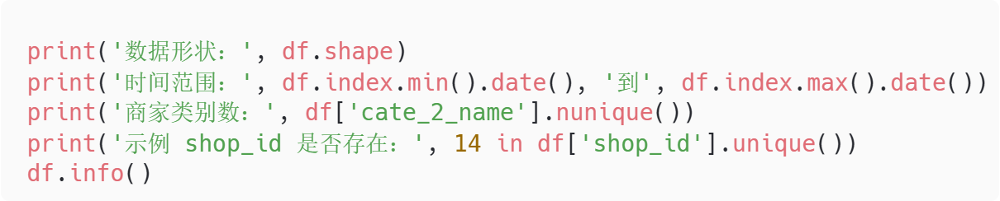 print('数据形状：', df.shape)
print('时间范围：', df.index.min().date(), '到', df.index.max().date())
print('商家类别数：', df['cate_2_name'].nunique())
print('示例 shop_id 是否存在：', 14 in df['shop_id'].unique())
df.info()